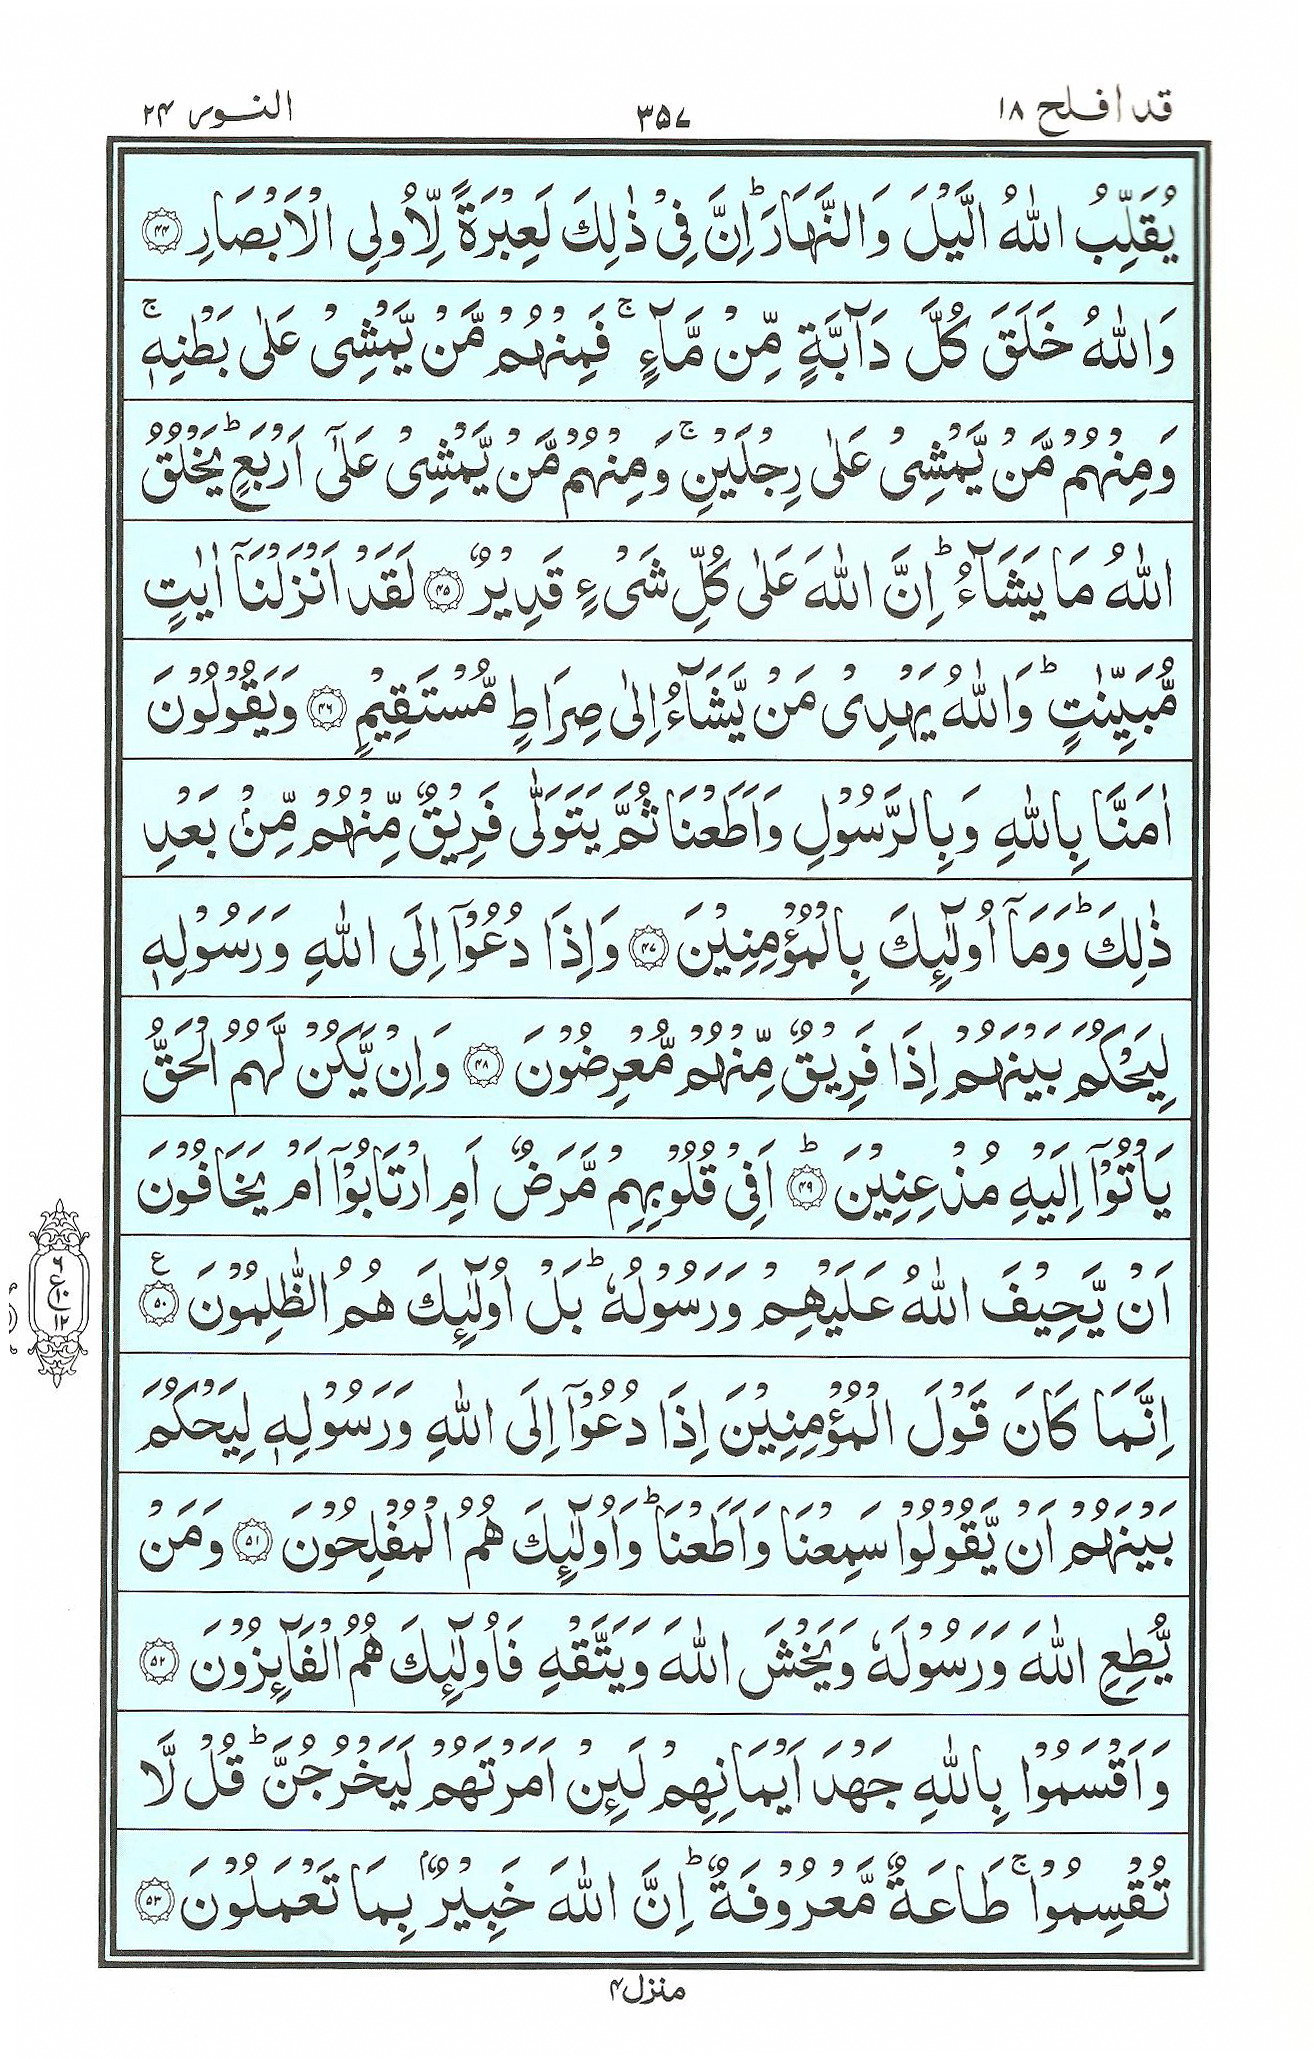 قد افلح ١٨
٣٥٧
النور ٢٤
يُقَلِّبُ اللّٰهُ الَّيْلَ وَالنَّهَارَ ؕ اِنَّ فِیْ ذٰلِكَ لَعِبْرَةً لِّاُولِی الْاَبْصَارِ ﴿۴۴﴾
وَاللّٰهُ خَلَقَ كُلَّ دَآبَّةٍ مِّنْ مَّآءٍ ۚ فَمِنْهُمْ مَّنْ یَّمْشِیْ عَلٰی بَطْنِهٖ ۚ
وَمِنْهُمْ مَّنْ یَّمْشِیْ عَلٰی رِجْلَیْنِ ۚ وَمِنْهُمْ مَّنْ یَّمْشِیْ عَلٰۤی اَرْبَعٍ ؕ یَخْلُقُ
اللّٰهُ مَا یَشَآءُ ؕ اِنَّ اللّٰهَ عَلٰی كُلِّ شَیْءٍ قَدِیْرٌ ﴿۴۵﴾ لَقَدْ اَنْزَلْنَاۤ اٰیٰتٍ
مُّبَیِّنٰتٍ ؕ وَاللّٰهُ یَهْدِیْ مَنْ یَّشَآءُ اِلٰی صِرَاطٍ مُّسْتَقِیْمٍ ﴿۴۶﴾ وَیَقُوْلُوْنَ
اٰمَنَّا بِاللّٰهِ وَبِالرَّسُوْلِ وَاَطَعْنَا ثُمَّ یَتَوَلّٰی فَرِیْقٌ مِّنْهُمْ مِّنْۢ بَعْدِ
ذٰلِكَ ؕ وَمَاۤ اُولٰٓئِكَ بِالْمُؤْمِنِیْنَ ﴿۴۷﴾ وَاِذَا دُعُوْۤا اِلَی اللّٰهِ وَرَسُوْلِهٖ
لِیَحْكُمَ بَیْنَهُمْ اِذَا فَرِیْقٌ مِّنْهُمْ مُّعْرِضُوْنَ ﴿۴۸﴾ وَاِنْ یَّكُنْ لَّهُمُ الْحَقُّ
یَاْتُوْۤا اِلَیْهِ مُذْعِنِیْنَ ﴿۴۹﴾ ؕ اَفِیْ قُلُوْبِهِمْ مَّرَضٌ اَمِ ارْتَابُوْۤا اَمْ یَخَافُوْنَ
اَنْ یَّحِیْفَ اللّٰهُ عَلَیْهِمْ وَرَسُوْلُهٗ ؕ بَلْ اُولٰٓئِكَ هُمُ الظّٰلِمُوْنَ ﴿۵۰﴾ ع
اِنَّمَا كَانَ قَوْلَ الْمُؤْمِنِیْنَ اِذَا دُعُوْۤا اِلَی اللّٰهِ وَرَسُوْلِهٖ لِیَحْكُمَ
بَیْنَهُمْ اَنْ یَّقُوْلُوْا سَمِعْنَا وَاَطَعْنَا ؕ وَاُولٰٓئِكَ هُمُ الْمُفْلِحُوْنَ ﴿۵۱﴾ وَمَنْ
یُّطِعِ اللّٰهَ وَرَسُوْلَهٗ وَیَخْشَ اللّٰهَ وَیَتَّقْهِ فَاُولٰٓئِكَ هُمُ الْفَآئِزُوْنَ ﴿۵۲﴾
وَاَقْسَمُوْا بِاللّٰهِ جَهْدَ اَیْمَانِهِمْ لَئِنْ اَمَرْتَهُمْ لَیَخْرُجُنَّ ؕ قُلْ لَّا
تُقْسِمُوْا ۚ طَاعَةٌ مَّعْرُوْفَةٌ ؕ اِنَّ اللّٰهَ خَبِیْرٌۢ بِمَا تَعْمَلُوْنَ ﴿۵۳﴾
٦
ع١٠
١٢
منزل ۴